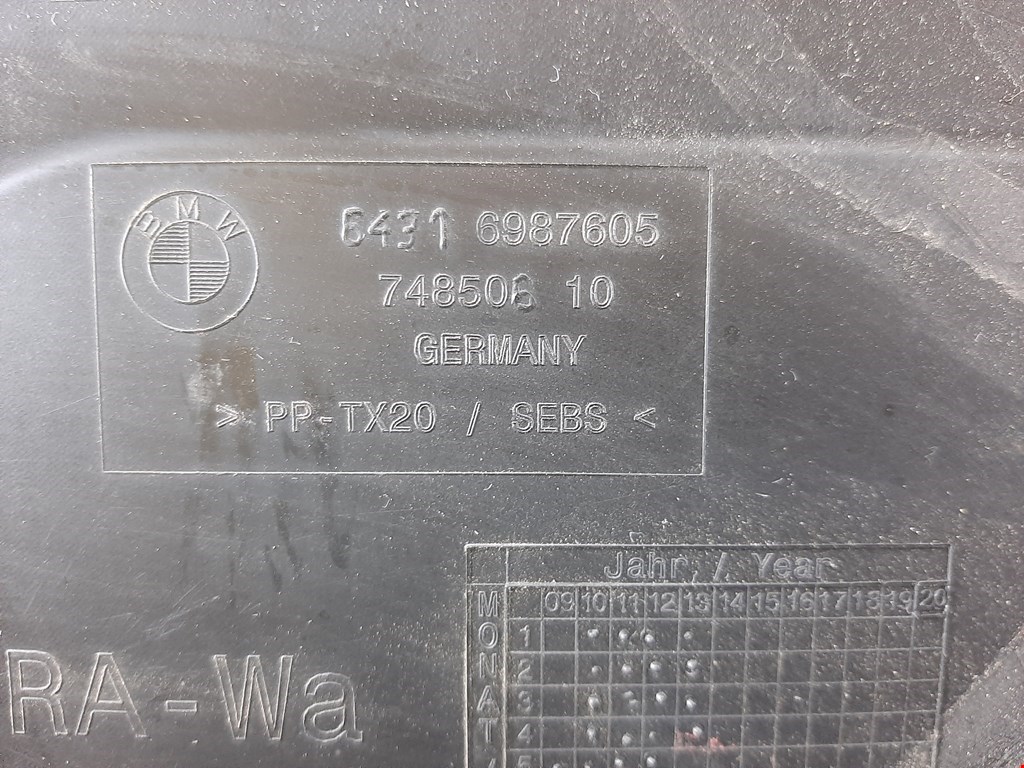 BMW
6431 6987605
748506 10
GERMANY
> PP-TX20 / SEBS <
Jahr / Year
09 10 11 12 13 14 15 16 17 18 19 20
MONAT/
1
2
3
4
5
RA-Wa